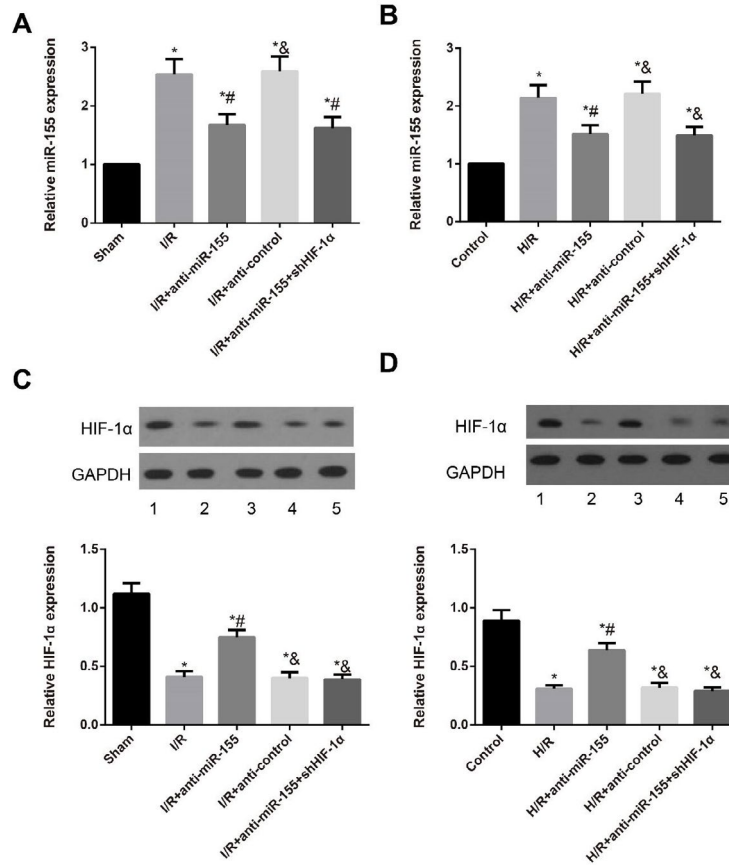 A
Relative miR-155 expression
3
2
1
0
*
*#
*&
*#
Sham
I/R
I/R+anti-miR-155
I/R+anti-control
I/R+anti-miR-155+shHIF-1α
B
Relative miR-155 expression
3
2
1
0
*
*#
*&
*&
Control
H/R
H/R+anti-miR-155
H/R+anti-control
H/R+anti-miR-155+shHIF-1α
C
HIF-1α
GAPDH
1 2 3 4 5
Relative HIF-1α expression
1.5
1.0
0.5
0.0
*
*#
*&
*&
Sham
I/R
I/R+anti-miR-155
I/R+anti-control
I/R+anti-miR-155+shHIF-1α
D
HIF-1α
GAPDH
1 2 3 4 5
Relative HIF-1α expression
1.5
1.0
0.5
0.0
*
*#
*&
*&
Control
H/R
H/R+anti-miR-155
H/R+anti-control
H/R+anti-miR-155+shHIF-1α